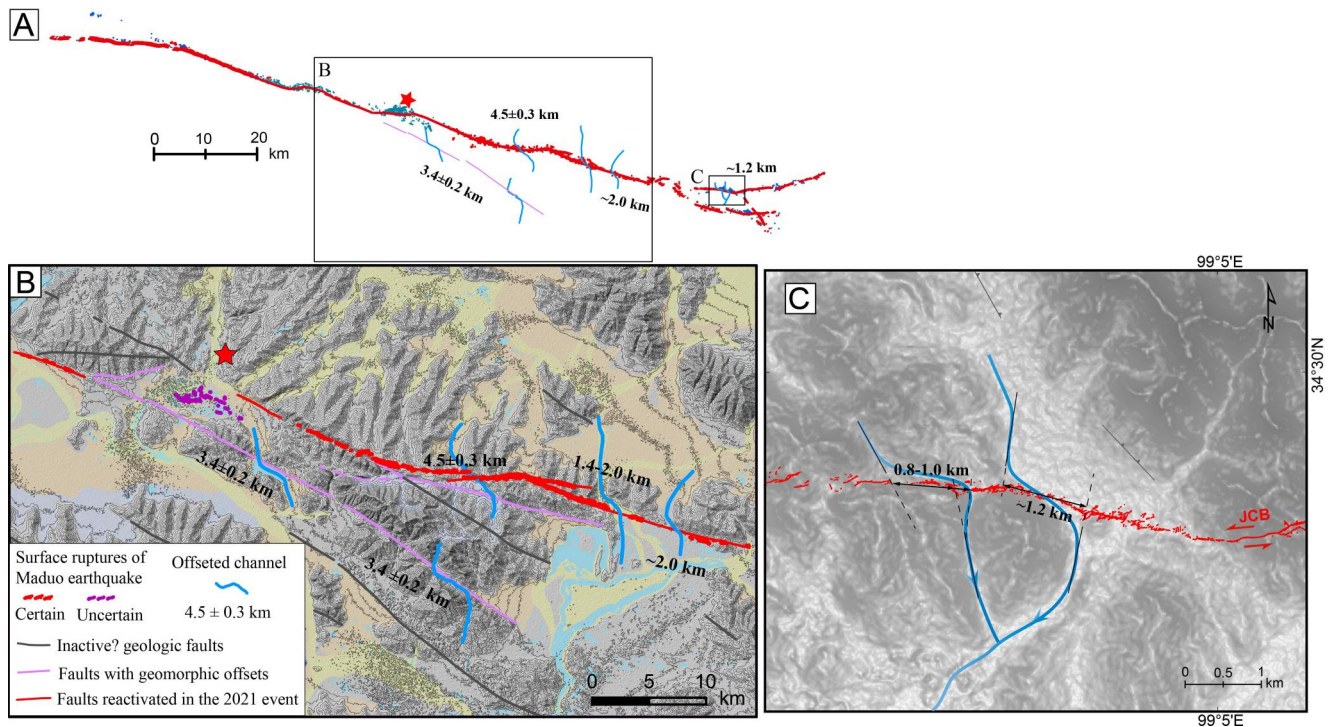 A
B
4.5±0.3 km
0 10 20
km
3.4±0.2 km
~2.0 km
C
~1.2 km
B
3.4±0.2 km
4.5±0.3 km
1.4-2.0 km
3.4 ±0.2 km
~2.0 km
Surface ruptures of
Maduo earthquake
Certain Uncertain
Offseted channel
4.5 ± 0.3 km
Inactive? geologic faults
Faults with geomorphic offsets
Faults reactivated in the 2021 event
0 5 10
km
99°5'E
C
N
34°30'N
0.8-1.0 km
~1.2 km
JCB
0 0.5 1
km
99°5'E